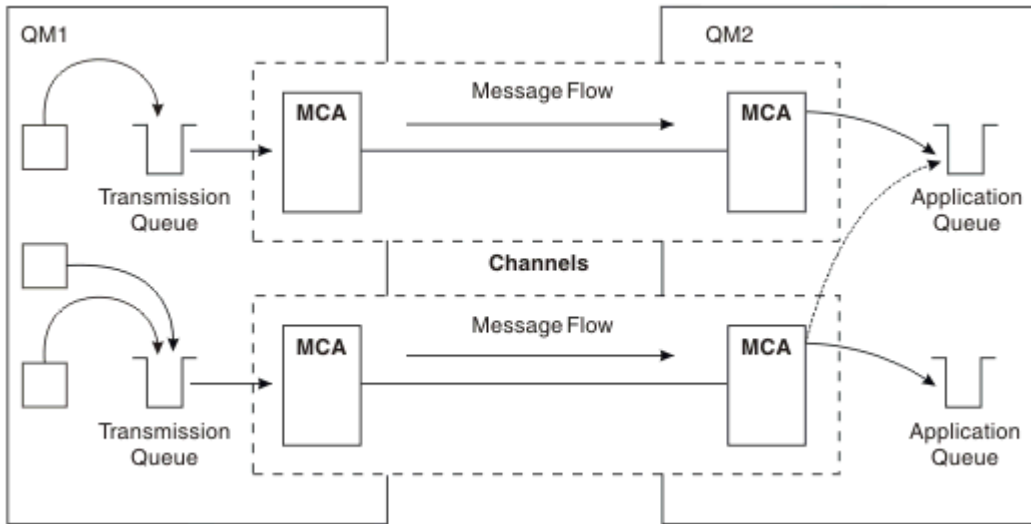 QM1
QM2
MCA
Message Flow
MCA
Transmission
Queue
Application
Queue
Channels
MCA
Message Flow
MCA
Transmission
Queue
Application
Queue